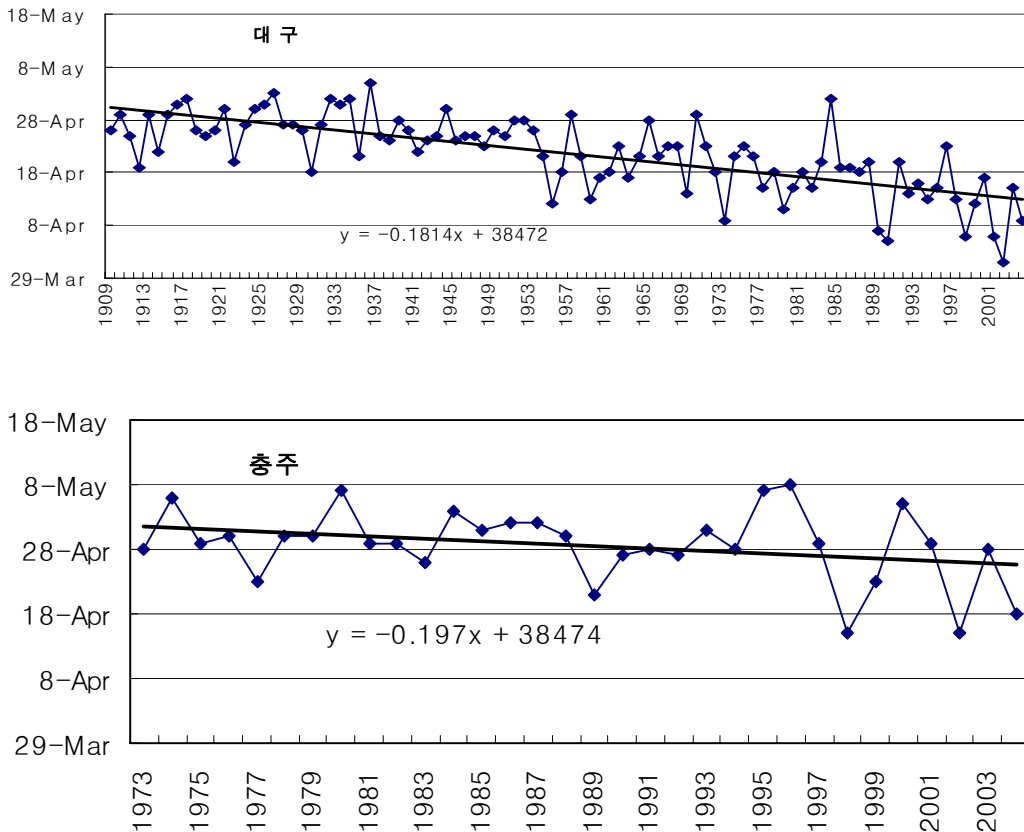 18-May
대 구
8-May
28-Apr
18-Apr
8-Apr
y = -0.1814x + 38472
29-Mar
1909 1913 1917 1921 1925 1929 1933 1937 1941 1945 1949 1953 1957 1961 1965 1969 1973 1977 1981 1985 1989 1993 1997 2001
18-May
충주
8-May
28-Apr
18-Apr
y = -0.197x + 38474
8-Apr
29-Mar
1973 1975 1977 1979 1981 1983 1985 1987 1989 1991 1993 1995 1997 1999 2001 2003